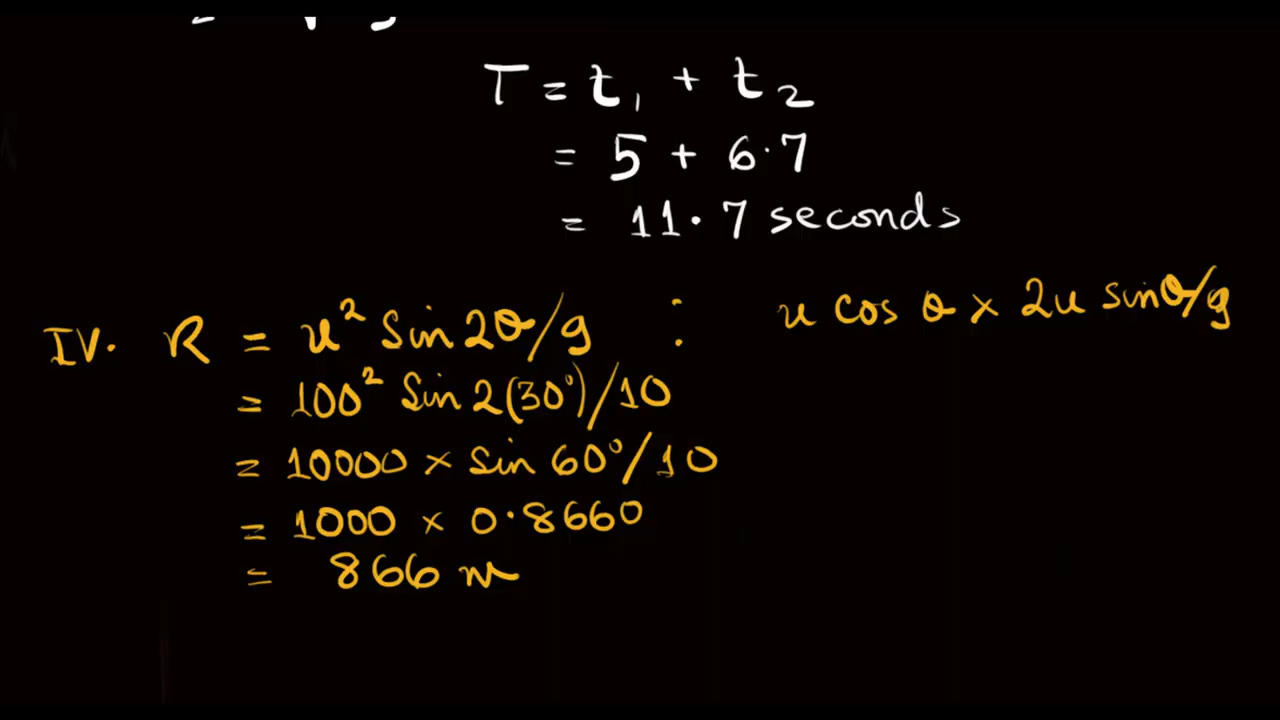 T = t₁ + t₂
= 5 + 6·7
= 11·7 seconds
IV. R = u² Sin 2θ/g : u cos θ × 2u sinθ/g
= 100² Sin 2(30°)/10
= 10000 × sin 60°/10
= 1000 × 0·8660
= 866 m